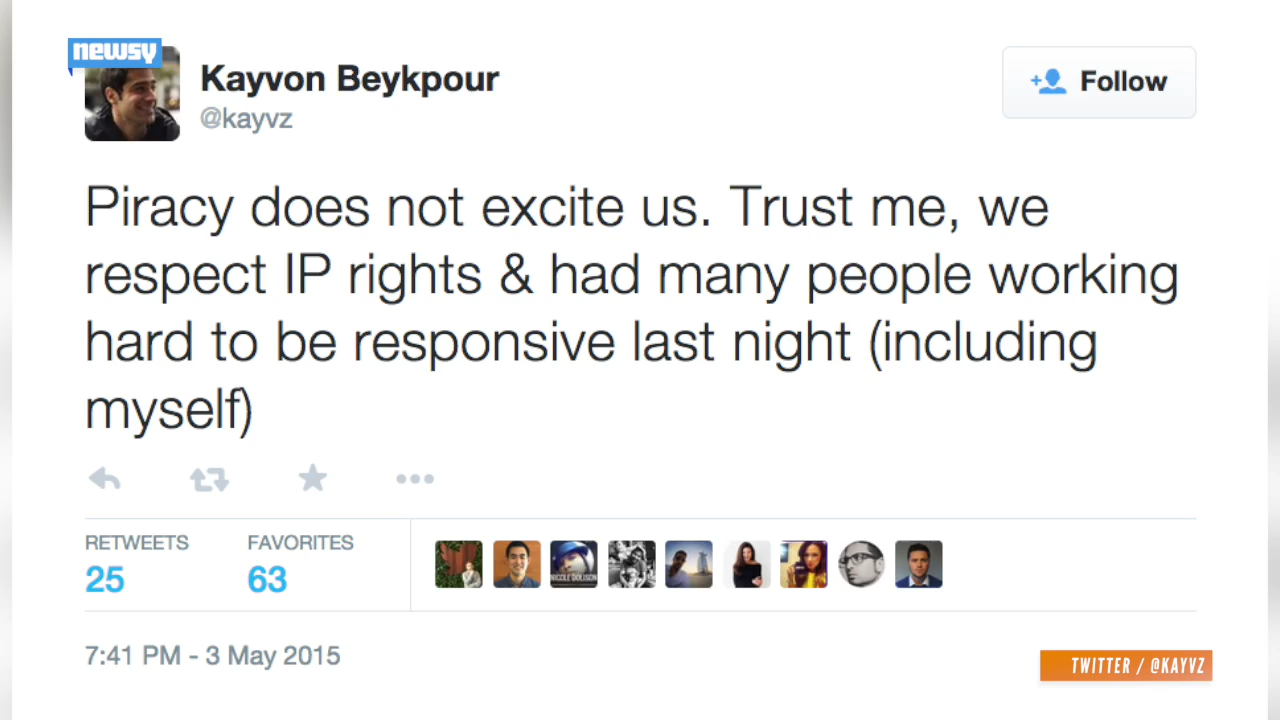 newsy
Kayvon Beykpour
@kayvz
Follow
Piracy does not excite us. Trust me, we
respect IP rights & had many people working
hard to be responsive last night (including
myself)
RETWEETS
FAVORITES
25
63
NICOLE DOLISON
7:41 PM - 3 May 2015
TWITTER / @KAYVZ